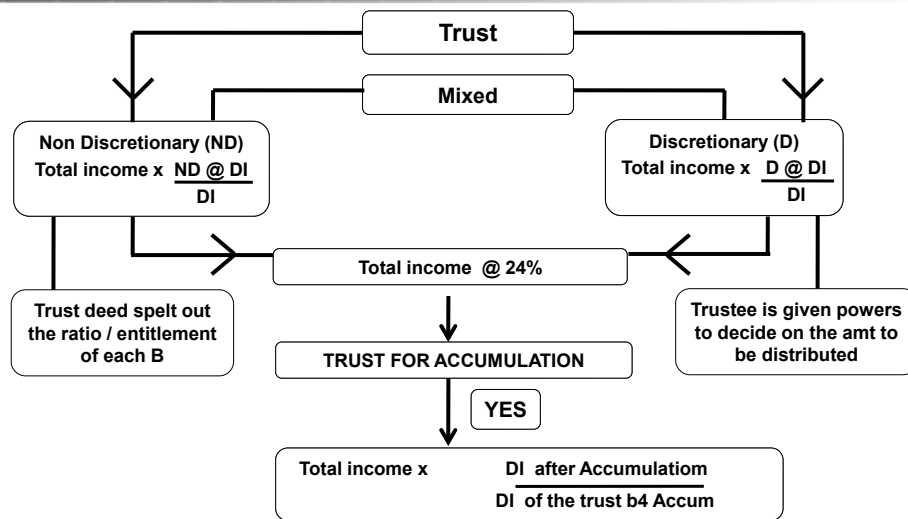 Trust
Mixed
Non Discretionary (ND)
Total income x ND @ DI
DI
Discretionary (D)
Total income x D @ DI
DI
Total income @ 24%
Trust deed spelt out
the ratio / entitlement
of each B
Trustee is given powers
to decide on the amt to
be distributed
TRUST FOR ACCUMULATION
YES
Total income x DI after Accumulatiom
DI of the trust b4 Accum